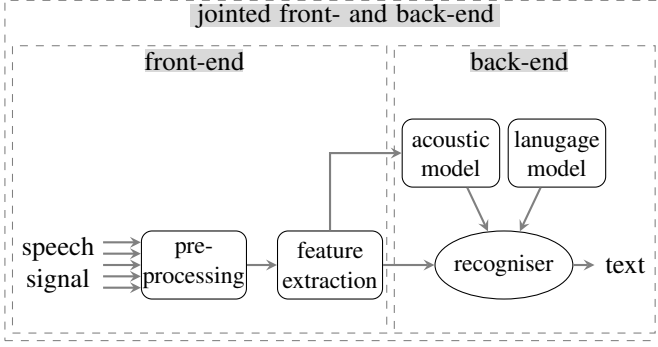 jointed front- and back-end
front-end
back-end
acoustic
model
lanugage
model
speech
signal
pre-
processing
feature
extraction
recogniser
text